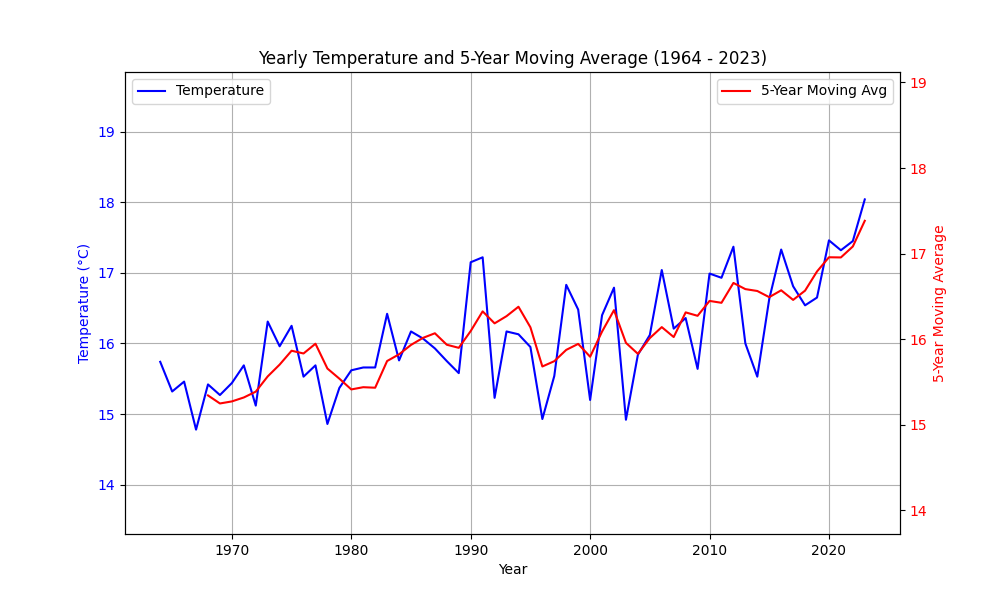 Yearly Temperature and 5-Year Moving Average (1964 - 2023)
Temperature
5-Year Moving Avg
19
18
17
16
15
14
Temperature (°C)
19
18
17
16
15
14
5-Year Moving Average
1970 1980 1990 2000 2010 2020
Year